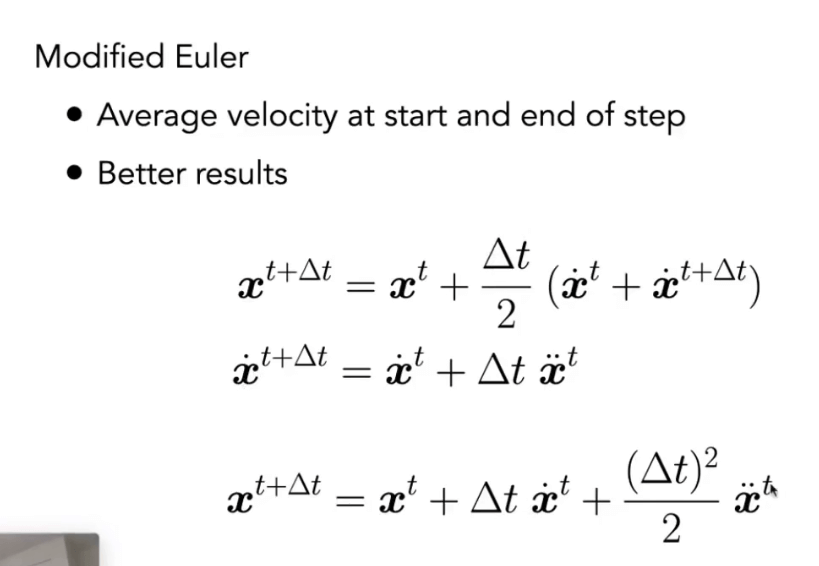 Modified Euler
• Average velocity at start and end of step
• Better results
$\boldsymbol{x}^{t+\Delta t} = \boldsymbol{x}^{t} + \frac{\Delta t}{2} \left(\dot{\boldsymbol{x}}^{t} + \dot{\boldsymbol{x}}^{t+\Delta t}\right)$
$\dot{\boldsymbol{x}}^{t+\Delta t} = \dot{\boldsymbol{x}}^{t} + \Delta t \, \ddot{\boldsymbol{x}}^{t}$
$\boldsymbol{x}^{t+\Delta t} = \boldsymbol{x}^{t} + \Delta t \, \dot{\boldsymbol{x}}^{t} + \frac{(\Delta t)^2}{2} \, \ddot{\boldsymbol{x}}^{t}$